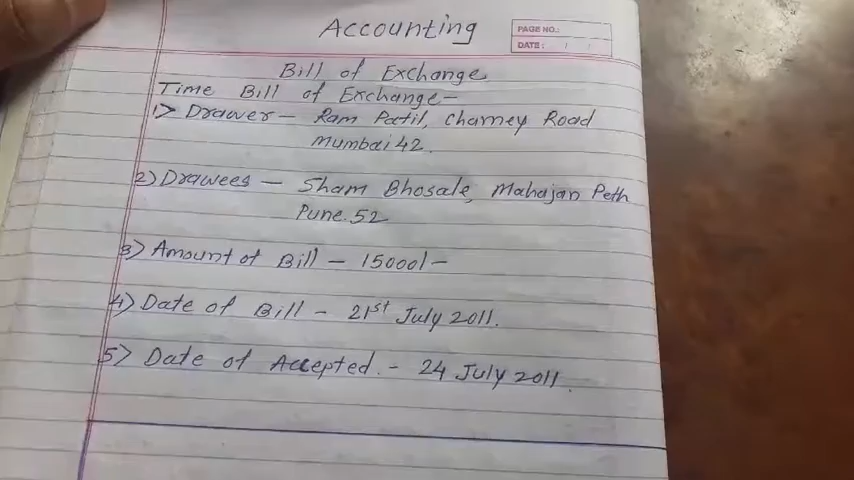 Accounting
PAGE NO.:
DATE: / /
Bill of Exchange
Time Bill of Exchange-
1> Drawer - Ram Patil, Charney Road
Mumbai 42.
2) Drawees - Sham Bhosale, Mahajan Peth
Pune. 52
3) Amount of Bill - 15000/-
4) Date of Bill - 21st July 2011.
5) Date of Accepted. - 24 July 2011.